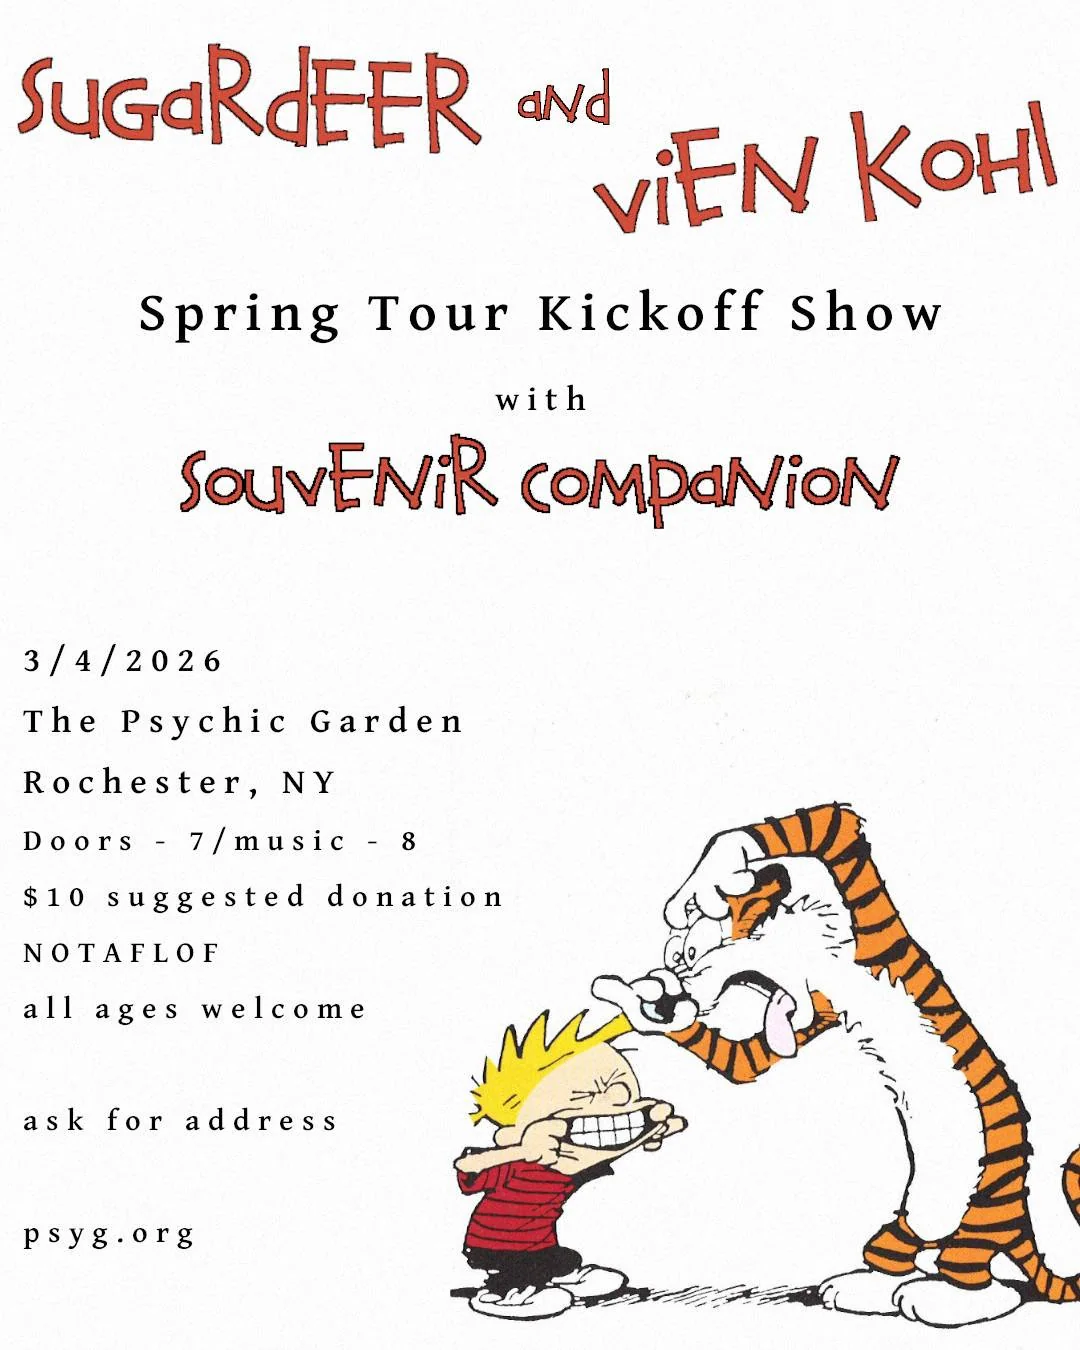 SUGaRdEER aNd
viEN KOHl
Spring Tour Kickoff Show
with
SouvENiR CoMpaNioN
3/4/2026
The Psychic Garden
Rochester, NY
Doors - 7/music - 8
$10 suggested donation
NOTAFLOF
all ages welcome
ask for address
psyg.org